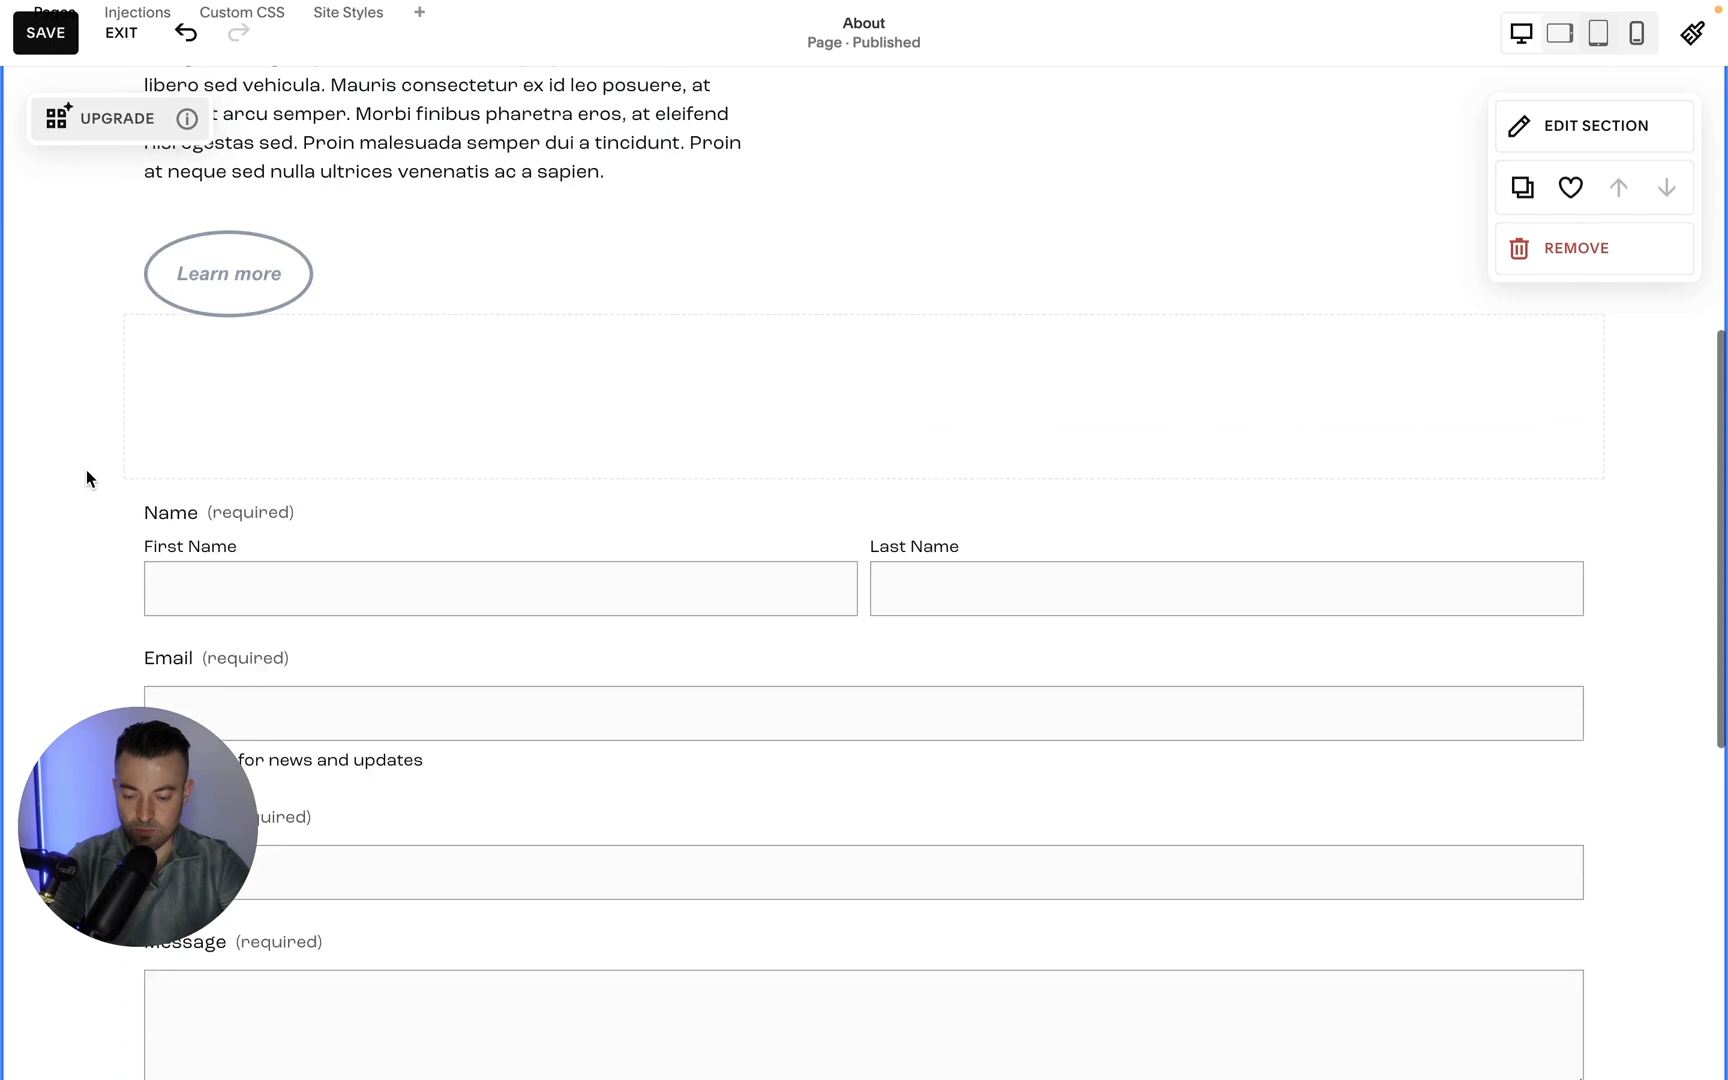 Pages Injections Custom CSS Site Styles +
SAVE EXIT
About
Page · Published
libero sed vehicula. Mauris consectetur ex id leo posuere, at
UPGRADE
arcu semper. Morbi finibus pharetra eros, at eleifend
egestas sed. Proin malesuada semper dui a tincidunt. Proin
at neque sed nulla ultrices venenatis ac a sapien.
EDIT SECTION
REMOVE
Learn more
Name (required)
First Name Last Name
Email (required)
for news and updates
Message (required)